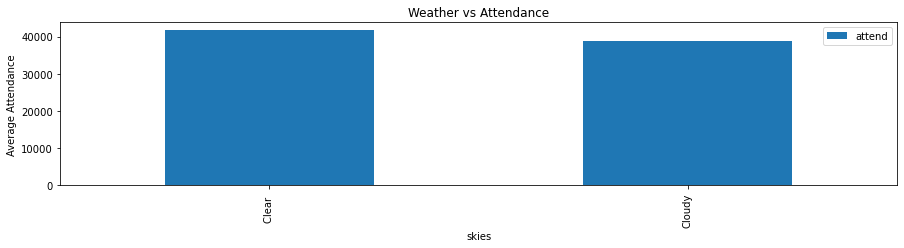 Weather vs Attendance
attend
Average Attendance
40000
30000
20000
10000
0
Clear
Cloudy
skies